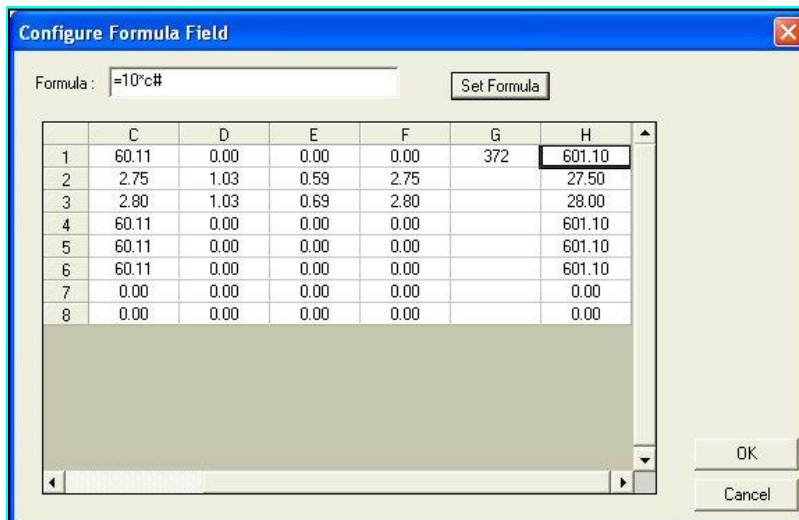 Configure Formula Field
Formula : =10*c# Set Formula
C D E F G H
1 60.11 0.00 0.00 0.00 372 601.10
2 2.75 1.03 0.59 2.75 27.50
3 2.80 1.03 0.69 2.80 28.00
4 60.11 0.00 0.00 0.00 601.10
5 60.11 0.00 0.00 0.00 601.10
6 60.11 0.00 0.00 0.00 601.10
7 0.00 0.00 0.00 0.00 0.00
8 0.00 0.00 0.00 0.00 0.00
OK
Cancel